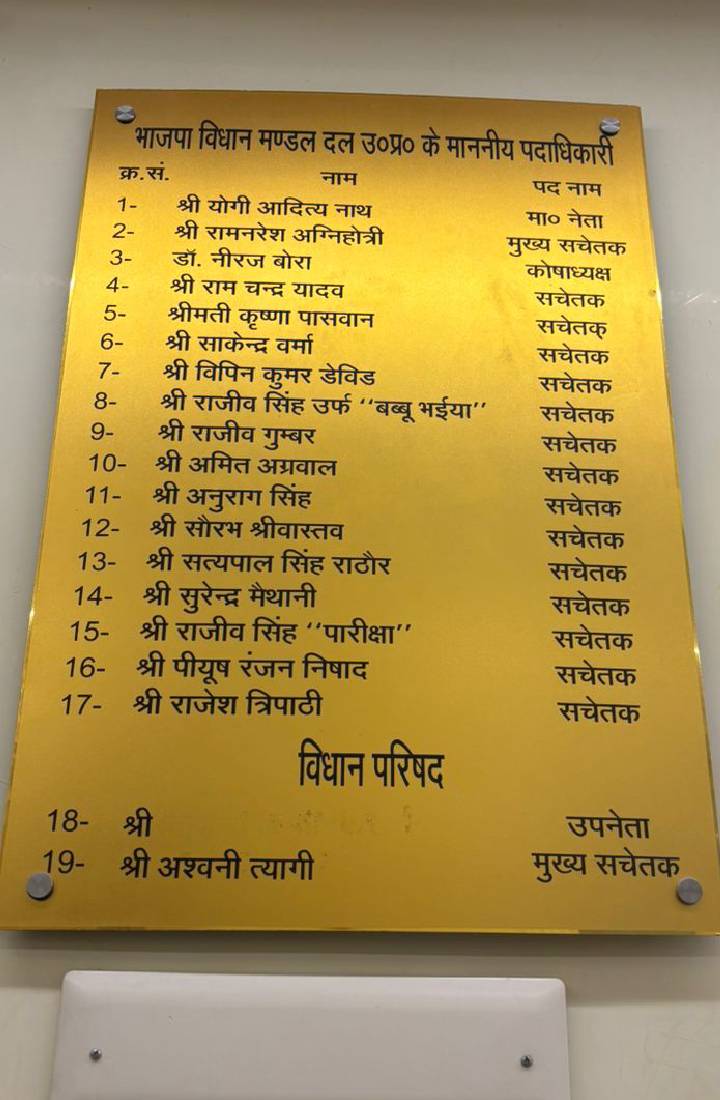 भाजपा विधान मण्डल दल उ०प्र० के माननीय पदाधिकारी
क्र.सं. नाम पद नाम
1- श्री योगी आदित्य नाथ मा० नेता
2- श्री रामनरेश अग्निहोत्री मुख्य सचेतक
3- डॉ. नीरज बोरा कोषाध्यक्ष
4- श्री राम चन्द्र यादव सचेतक
5- श्रीमती कृष्णा पासवान सचेतक्
6- श्री साकेन्द्र वर्मा सचेतक
7- श्री विपिन कुमर डेविड सचेतक
8- श्री राजीव सिंह उर्फ ‘‘बब्बू भईया’’ सचेतक
9- श्री राजीव गुम्बर सचेतक
10- श्री अमित अग्रवाल सचेतक
11- श्री अनुराग सिंह सचेतक
12- श्री सौरभ श्रीवास्तव सचेतक
13- श्री सत्यपाल सिंह राठौर सचेतक
14- श्री सुरेन्द्र मैथानी सचेतक
15- श्री राजीव सिंह ‘‘पारीक्षा’’ सचेतक
16- श्री पीयूष रंजन निषाद सचेतक
17- श्री राजेश त्रिपाठी सचेतक
विधान परिषद
18- श्री उपनेता
19- श्री अश्वनी त्यागी मुख्य सचेतक